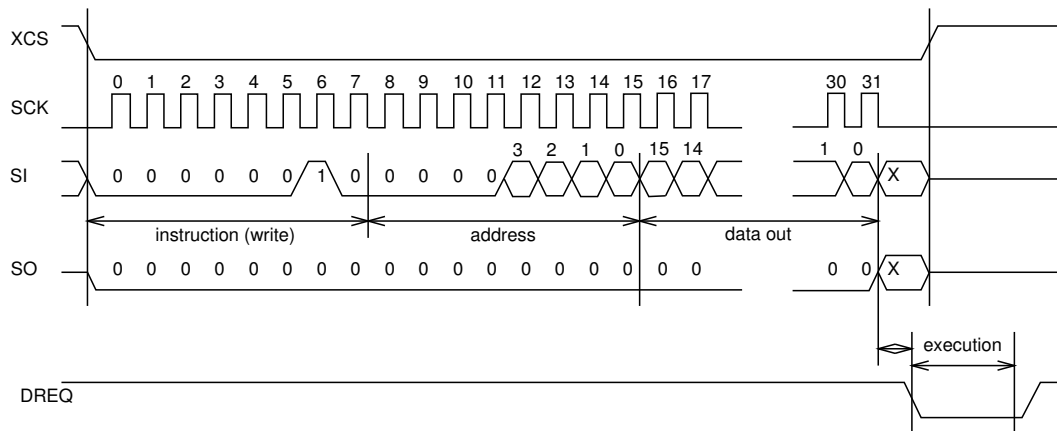 XCS
0 1 2 3 4 5 6 7 8 9 10 11 12 13 14 15 16 17 30 31
SCK
3 2 1 0 15 14 1 0
SI 0 0 0 0 0 0 1 0 0 0 0 0 X
instruction (write) address data out
SO 0 0 0 0 0 0 0 0 0 0 0 0 0 0 0 0 0 0 0 0 X
execution
DREQ